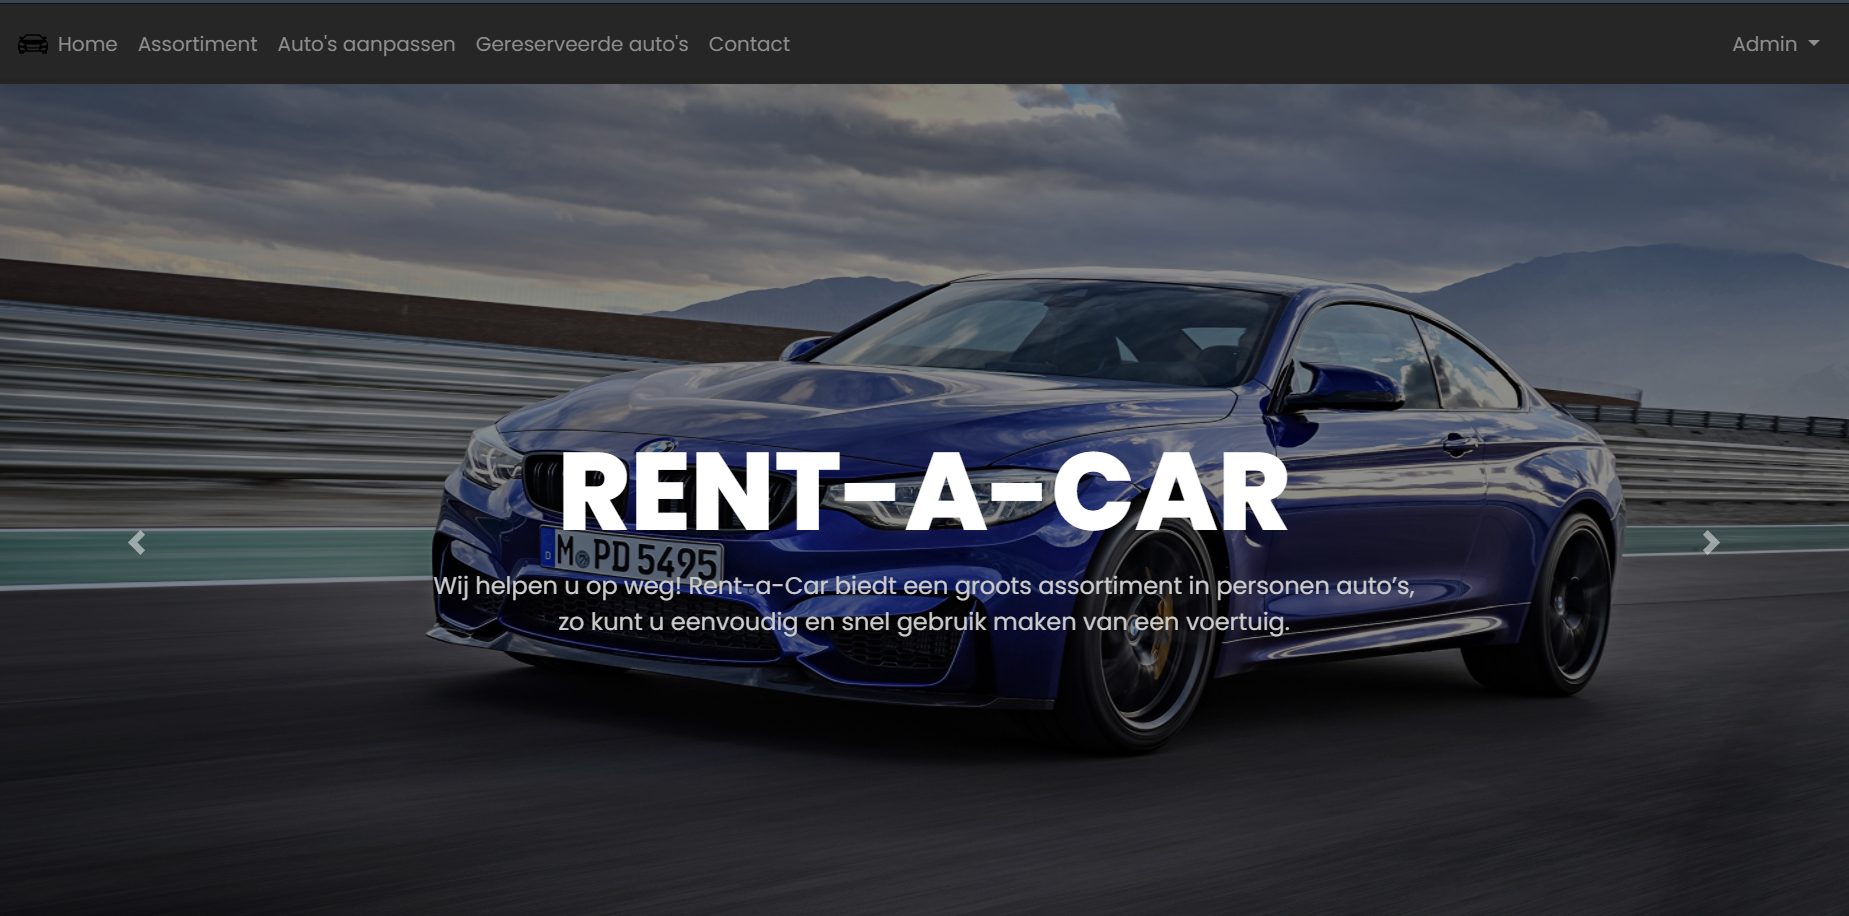 Home Assortiment Auto's aanpassen Gereserveerde auto's Contact Admin
RENT-A-CAR
M PD 5495
D
Wij helpen u op weg! Rent-a-Car biedt een groots assortiment in personen auto’s,
zo kunt u eenvoudig en snel gebruik maken van een voertuig.